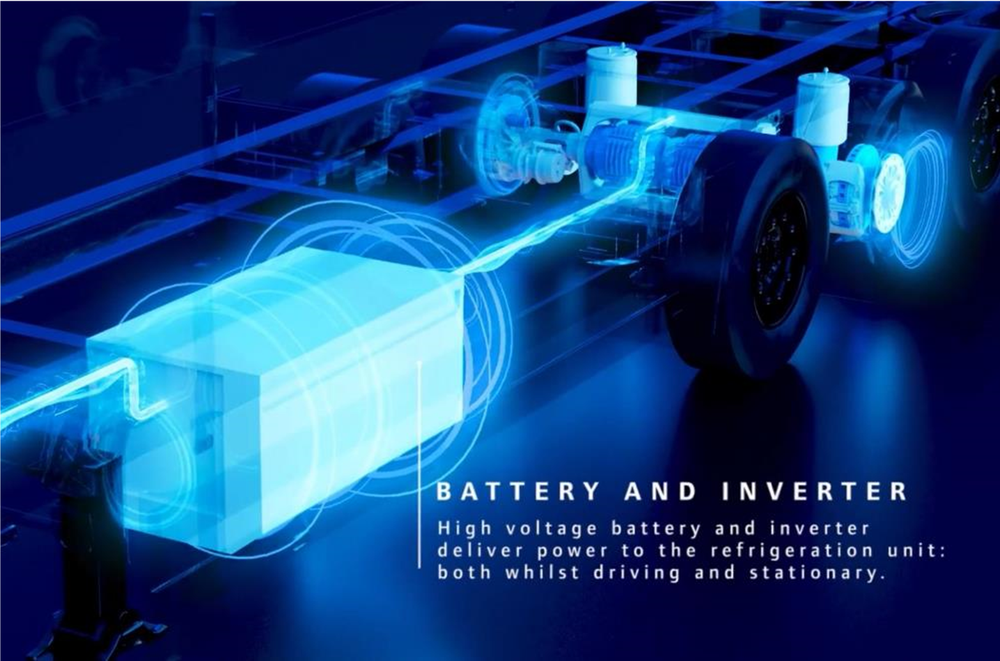 BATTERY AND INVERTER
High voltage battery and inverter
deliver power to the refrigeration unit:
both whilst driving and stationary.